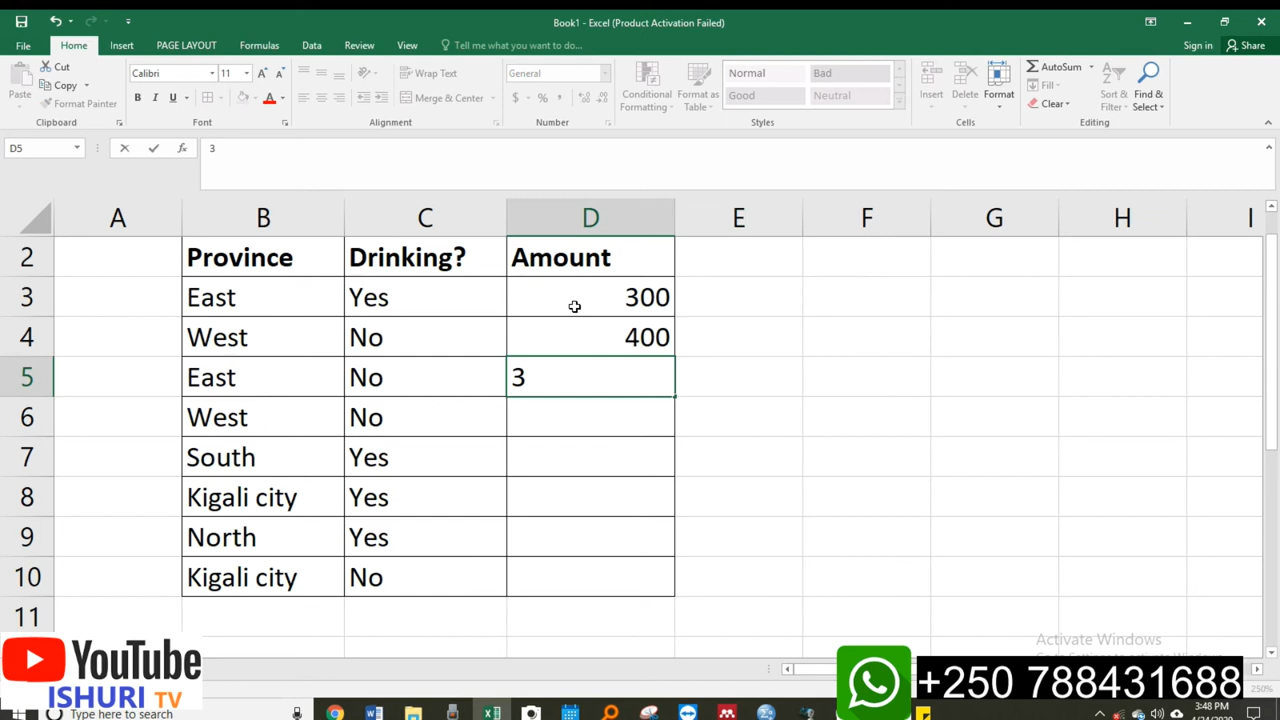 Book1 - Excel (Product Activation Failed)
File Home Insert PAGE LAYOUT Formulas Data Review View Tell me what you want to do... Sign in Share
Cut
Copy
Format Painter
Paste
Clipboard
Calibri 11
B I U
Font
Wrap Text
Merge & Center
Alignment
General
$ % ,
Number
Conditional Formatting
Format as Table
Normal Bad
Good Neutral
Styles
Insert Delete Format
Cells
AutoSum
Fill
Clear
Sort & Filter
Find & Select
Editing
D5 fx 3
A B C D E F G H I
2 Province Drinking? Amount
3 East Yes 300
4 West No 400
5 East No 3
6 West No
7 South Yes
8 Kigali city Yes
9 North Yes
10 Kigali city No
11
Activate Windows
250%
YouTube
ISHURI TV
+250 788431688
Type here to search
3:48 PM